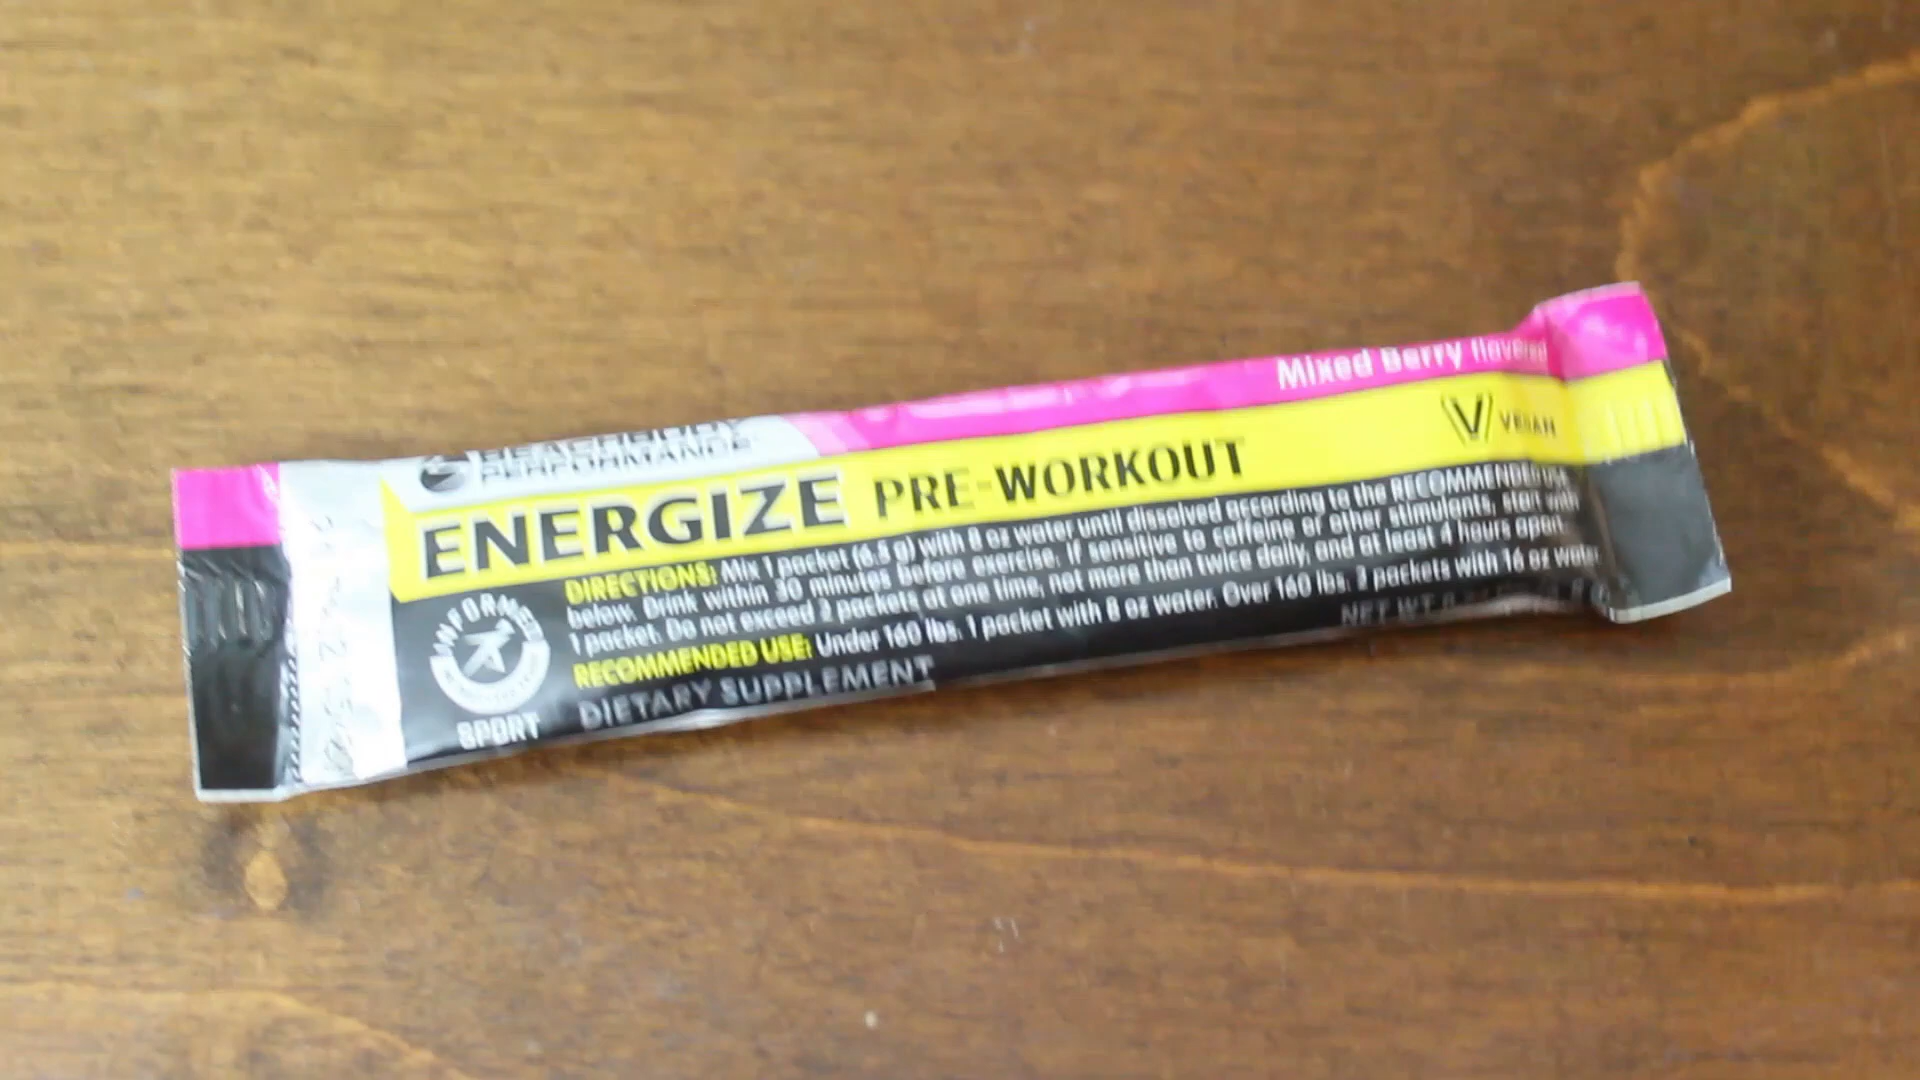 Mixed Berry flavored
BEACHBODY
PERFORMANCE
ENERGIZE PRE-WORKOUT
VEGAN
DIRECTIONS: Mix 1 packet (6.8 g) with 8 oz water until dissolved according to the RECOMMENDED USE
below. Drink within 30 minutes before exercise. If sensitive to caffeine or other stimulants, start with
1 packet. Do not exceed 2 packets at one time, not more than twice daily, and at least 4 hours apart.
RECOMMENDED USE: Under 160 lbs. 1 packet with 8 oz water. Over 160 lbs. 2 packets with 16 oz water
INFORMED
SPORT
DIETARY SUPPLEMENT
NET WT